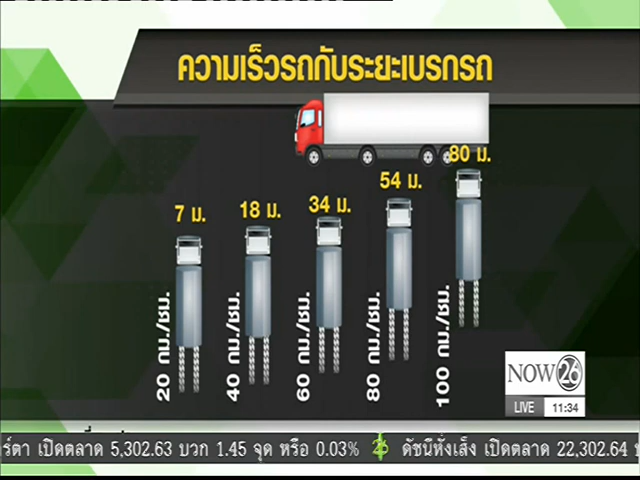 ความเร็วรถกับระยะเบรกรถ
7 ม.
18 ม.
34 ม.
54 ม.
80 ม.
20 กม./ชม.
40 กม./ชม.
60 กม./ชม.
80 กม./ชม.
100 กม./ชม.
NOW 26
LIVE 11:34
เปิดตลาด 5,302.63 บวก 1.45 จุด หรือ 0.03% 26 ดัชนีหั่งเส็ง เปิดตลาด 22,302.64